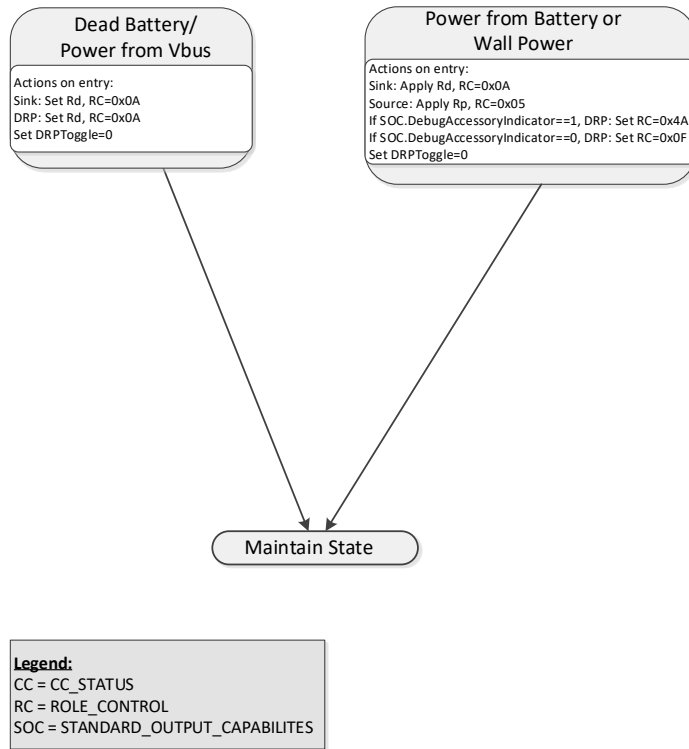 Dead Battery/
Power from Vbus
Actions on entry:
Sink: Set Rd, RC=0x0A
DRP: Set Rd, RC=0x0A
Set DRPToggle=0
Power from Battery or
Wall Power
Actions on entry:
Sink: Apply Rd, RC=0x0A
Source: Apply Rp, RC=0x05
If SOC.DebugAccessoryIndicator==1, DRP: Set RC=0x4A
If SOC.DebugAccessoryIndicator==0, DRP: Set RC=0x0F
Set DRPToggle=0
Maintain State
Legend:
CC = CC_STATUS
RC = ROLE_CONTROL
SOC = STANDARD_OUTPUT_CAPABILITES